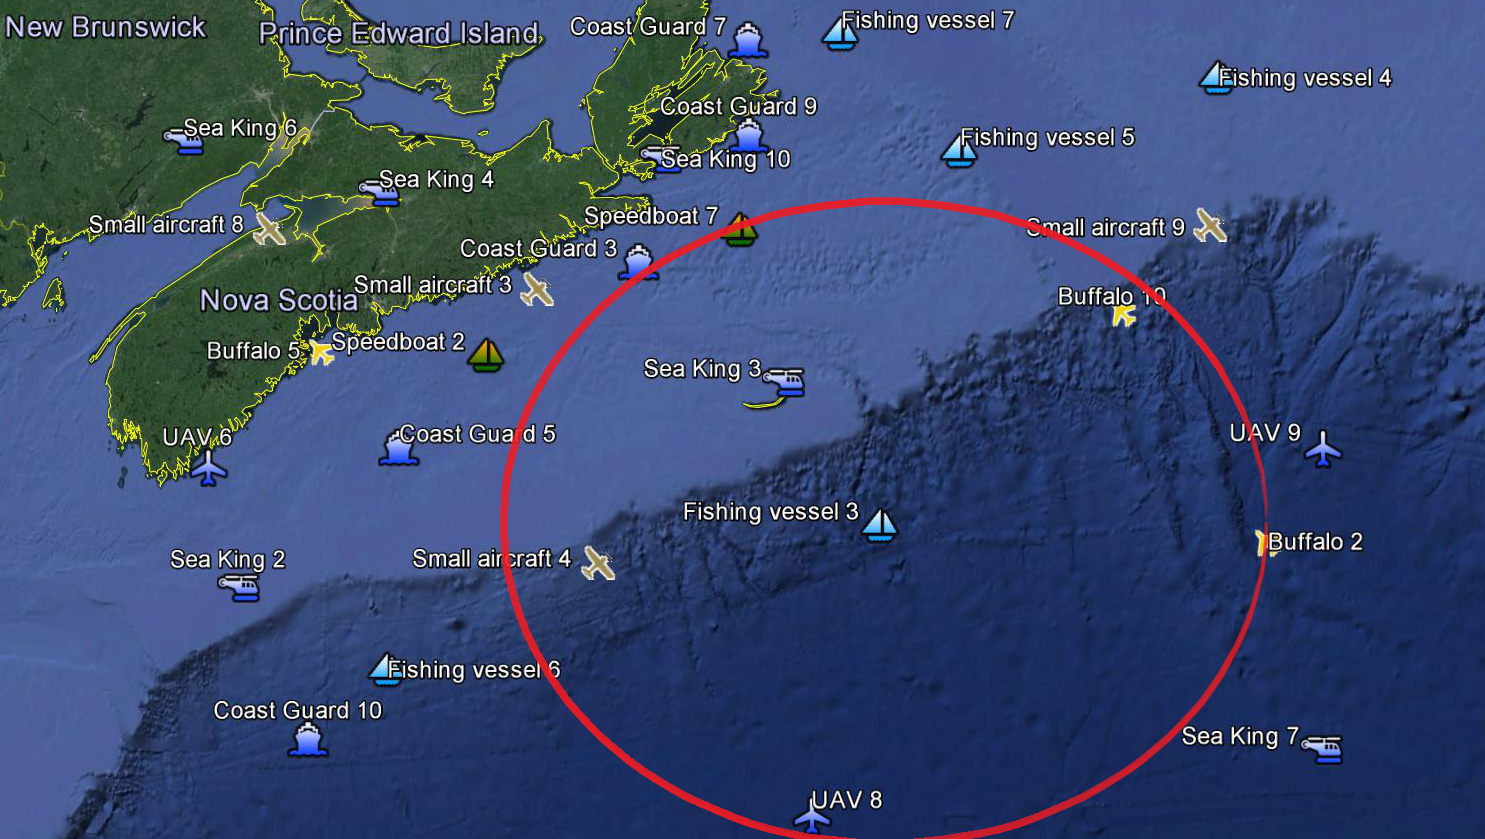 New Brunswick
Prince Edward Island
Coast Guard 7
Fishing vessel 7
Fishing vessel 4
Coast Guard 9
Sea King 6
Fishing vessel 5
Sea King 10
Sea King 4
Speedboat 7
Small aircraft 8
Small aircraft 9
Coast Guard 3
Small aircraft 3
Buffalo 10
Nova Scotia
Speedboat 2
Buffalo 5
Sea King 3
UAV 6
Coast Guard 5
UAV 9
Fishing vessel 3
Buffalo 2
Sea King 2
Small aircraft 4
Fishing vessel 6
Coast Guard 10
Sea King 7
UAV 8